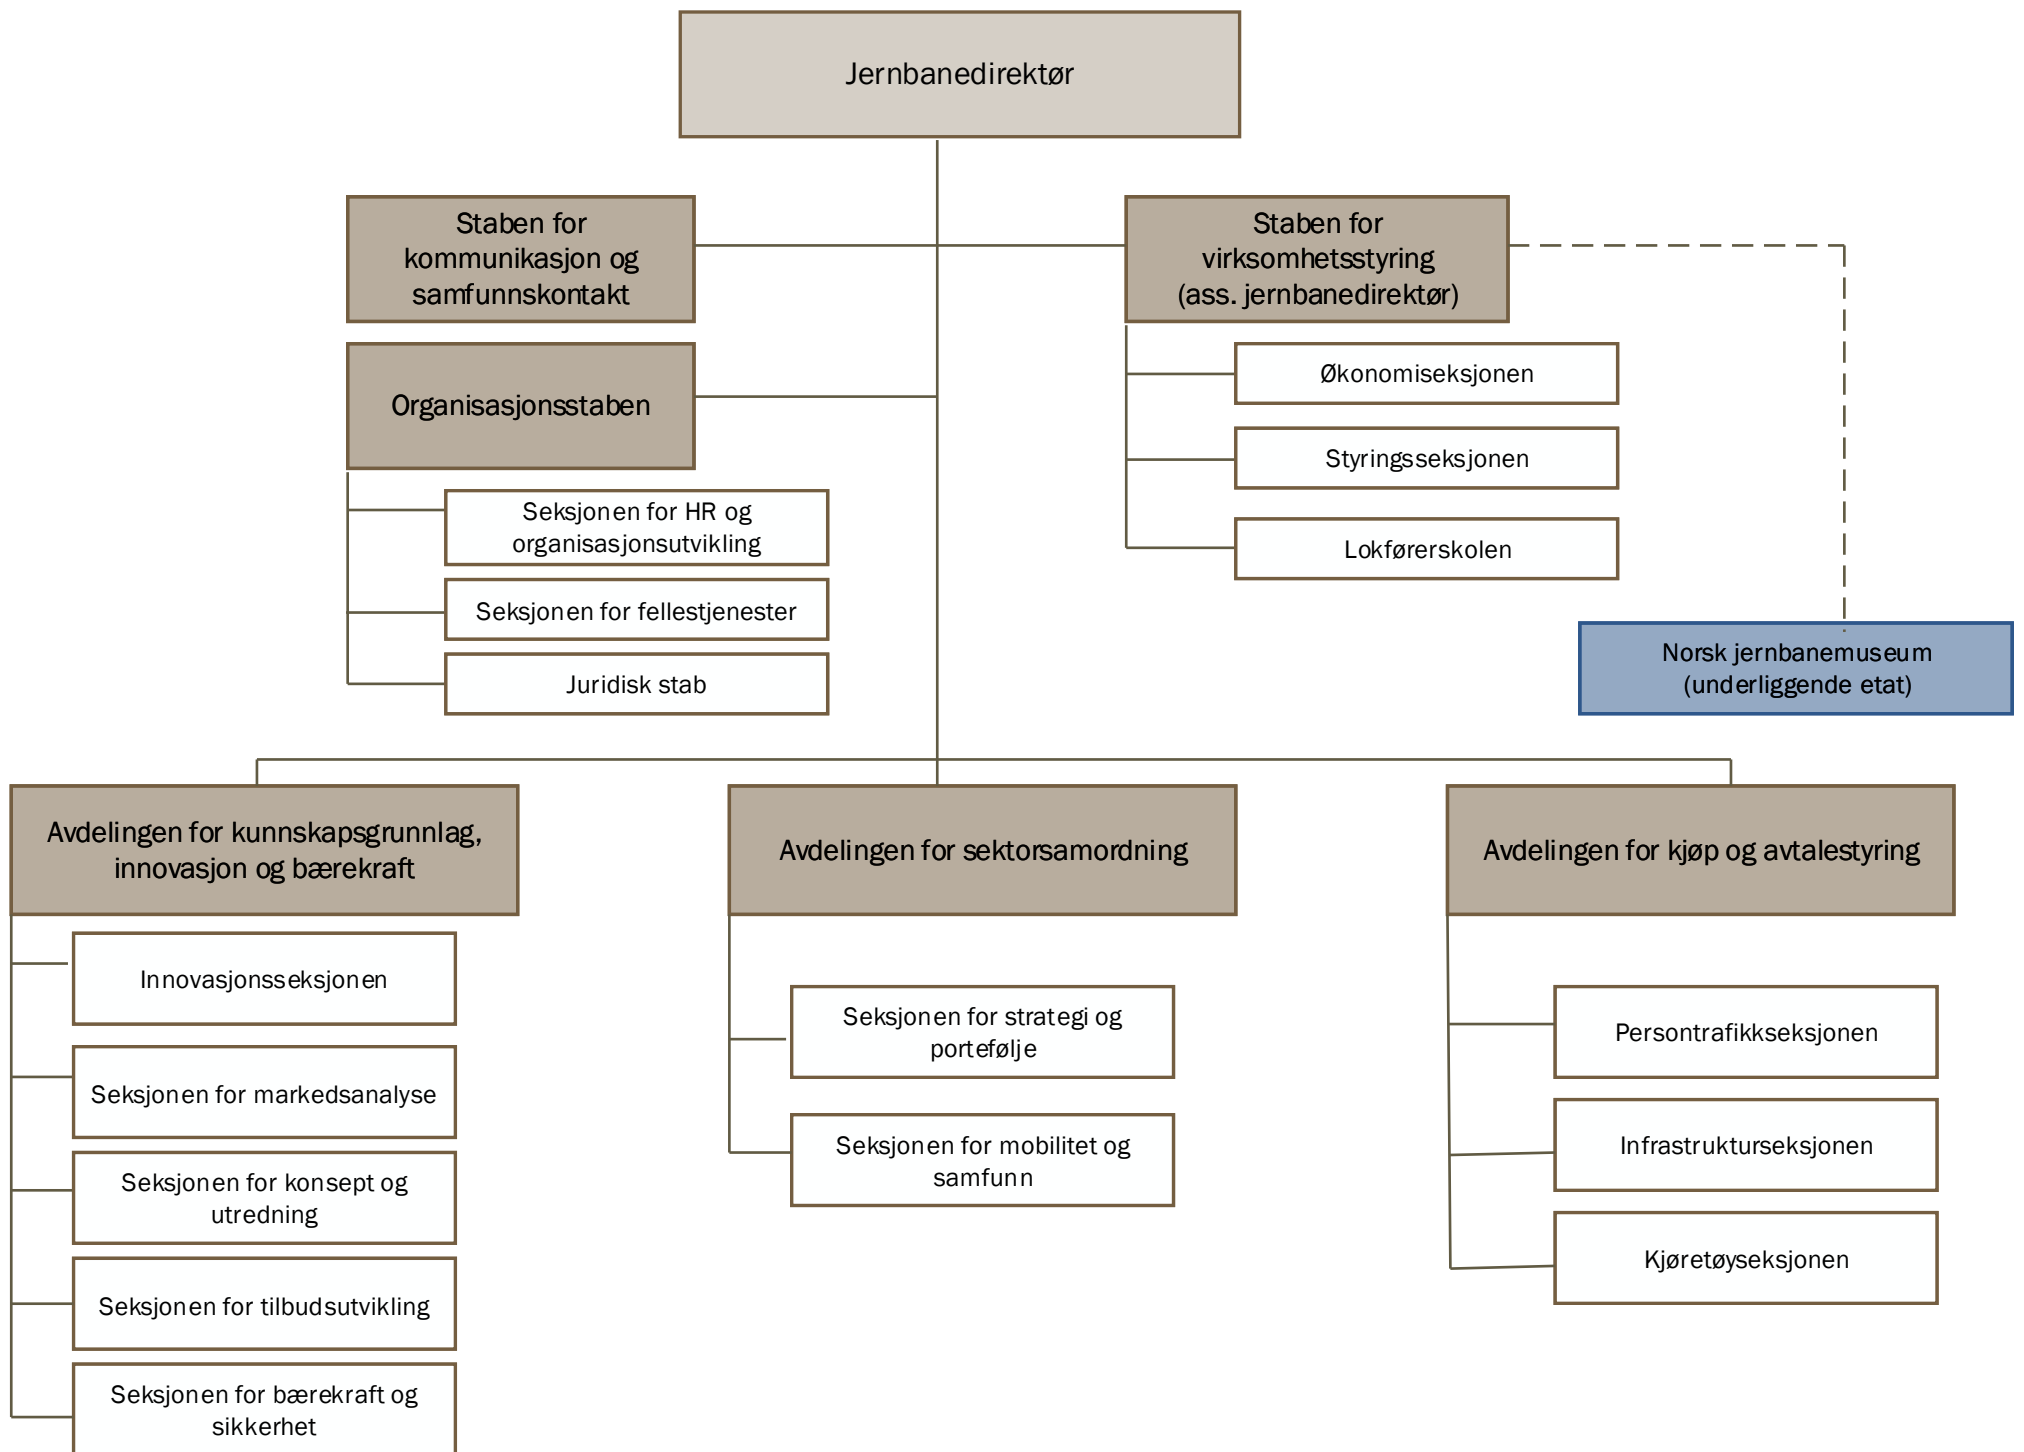 Jernbanedirektør
Staben for
kommunikasjon og
samfunnskontakt
Staben for
virksomhetsstyring
(ass. jernbanedirektør)
Organisasjonsstaben
Økonomiseksjonen
Styringsseksjonen
Lokførerskolen
Seksjonen for HR og
organisasjonsutvikling
Seksjonen for fellestjenester
Juridisk stab
Norsk jernbanemuseum
(underliggende etat)
Avdelingen for kunnskapsgrunnlag,
innovasjon og bærekraft
Innovasjonsseksjonen
Seksjonen for markedsanalyse
Seksjonen for konsept og
utredning
Seksjonen for tilbudsutvikling
Seksjonen for bærekraft og
sikkerhet
Avdelingen for sektorsamordning
Seksjonen for strategi og
portefølje
Seksjonen for mobilitet og
samfunn
Avdelingen for kjøp og avtalestyring
Persontrafikkseksjonen
Infrastrukturseksjonen
Kjøretøyseksjonen